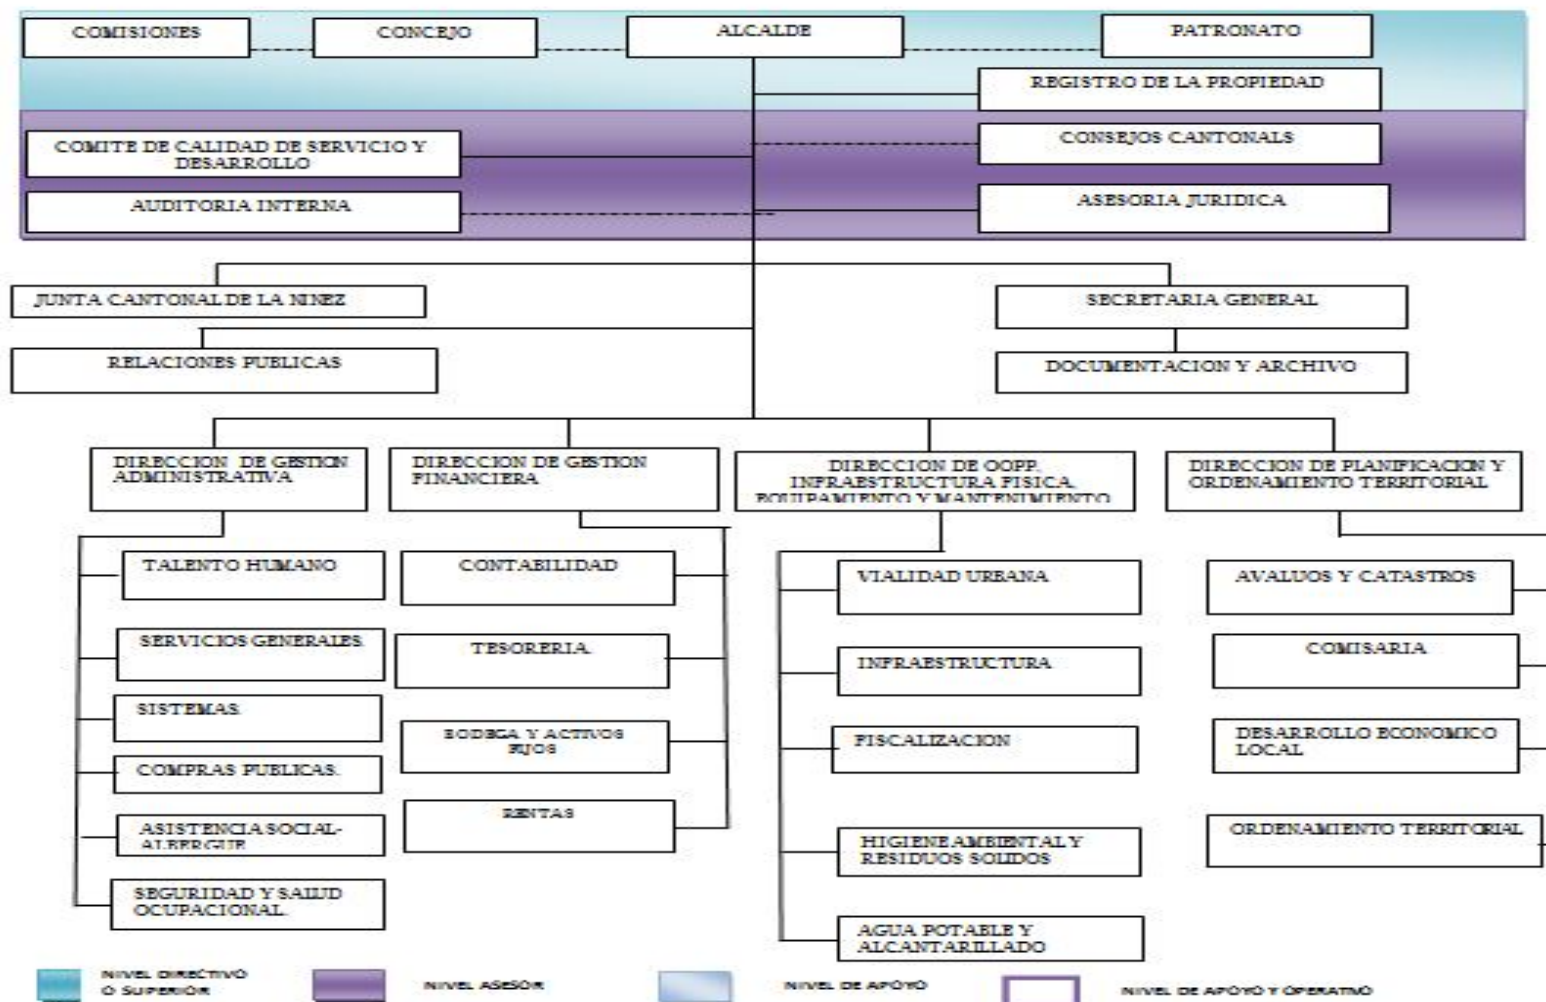 COMISIONES
CONCEJO
ALCALDE
PATRONATO
REGISTRO DE LA PROPIEDAD
COMITE DE CALIDAD DE SERVICIO Y
DESARROLLO
CONSEJOS CANTONALS
AUDITORIA INTERNA
ASESORIA JURIDICA
JUNTA CANTONAL DE LA NINEZ
SECRETARIA GENERAL
RELACIONES PUBLICAS
DOCUMENTACION Y ARCHIVO
DIRECCION DE GESTION
ADMINISTRATIVA
DIRECCION DE GESTION
FINANCIERA
DIRECCION DE OOPP,
INFRAESTRUCTURA FISICA,
EQUIPAMIENTO Y MANTENIMIENTO
DIRECCION DE PLANIFICACION Y
ORDENAMIENTO TERRITORIAL
TALENTO HUMANO
SERVICIOS GENERALES.
SISTEMAS.
COMPRAS PUBLICAS.
ASISTENCIA SOCIAL-
ALBERGUE
SEGURIDAD Y SALUD
OCUPACIONAL.
CONTABILIDAD
TESORERIA.
BODEGA Y ACTIVOS
FIJOS
RENTAS
VIALIDAD URBANA
INFRAESTRUCTURA
FISCALIZACION
HIGIENE AMBIENTAL Y
RESIDUOS SOLIDOS
AGUA POTABLE Y
ALCANTARILLADO
AVALUOS Y CATASTROS
COMISARIA
DESARROLLO ECONOMICO
LOCAL
ORDENAMIENTO TERRITORIAL
NIVEL DIRECTIVO
O SUPERIOR
NIVEL ASESOR
NIVEL DE APOYO
NIVEL DE APOYO Y OPERATIVO